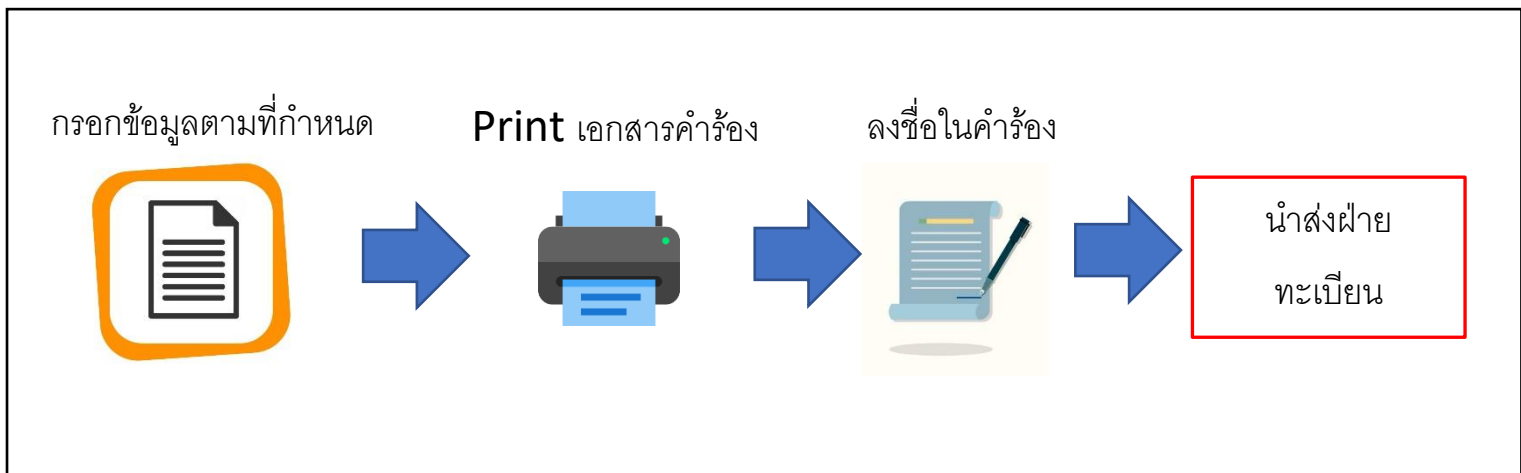 กรอกข้อมูลตามที่กำหนด
Print เอกสารคำร้อง
ลงชื่อในคำร้อง
นำส่งฝ่าย
ทะเบียน